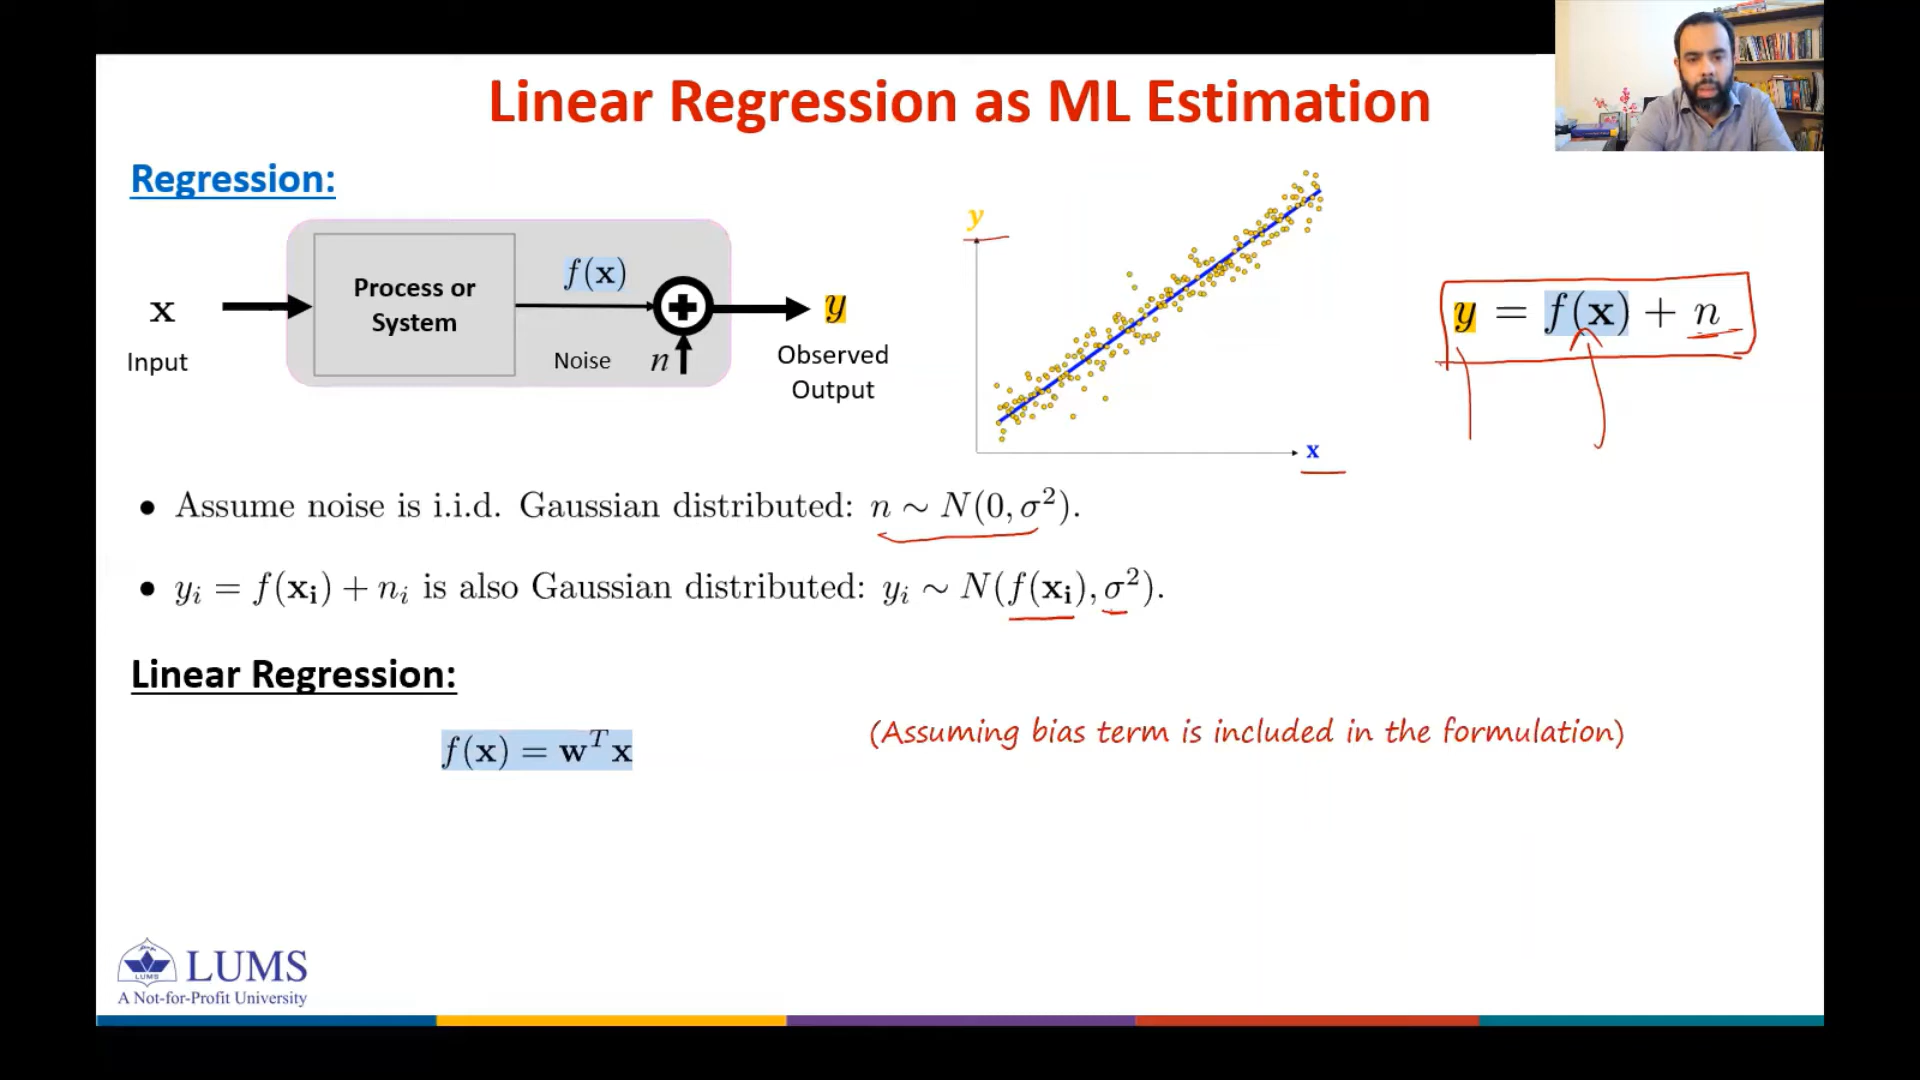 Linear Regression as ML Estimation
Regression:
x
Input
Process or
System
f(x)
Noise
n
y
Observed
Output
y
x
y = f(x) + n
• Assume noise is i.i.d. Gaussian distributed: n ∼ N(0, σ²).
• yᵢ = f(xᵢ) + nᵢ is also Gaussian distributed: yᵢ ∼ N(f(xᵢ), σ²).
Linear Regression:
f(x) = wᵀx
(Assuming bias term is included in the formulation)
LUMS
LUMS
A Not-for-Profit University